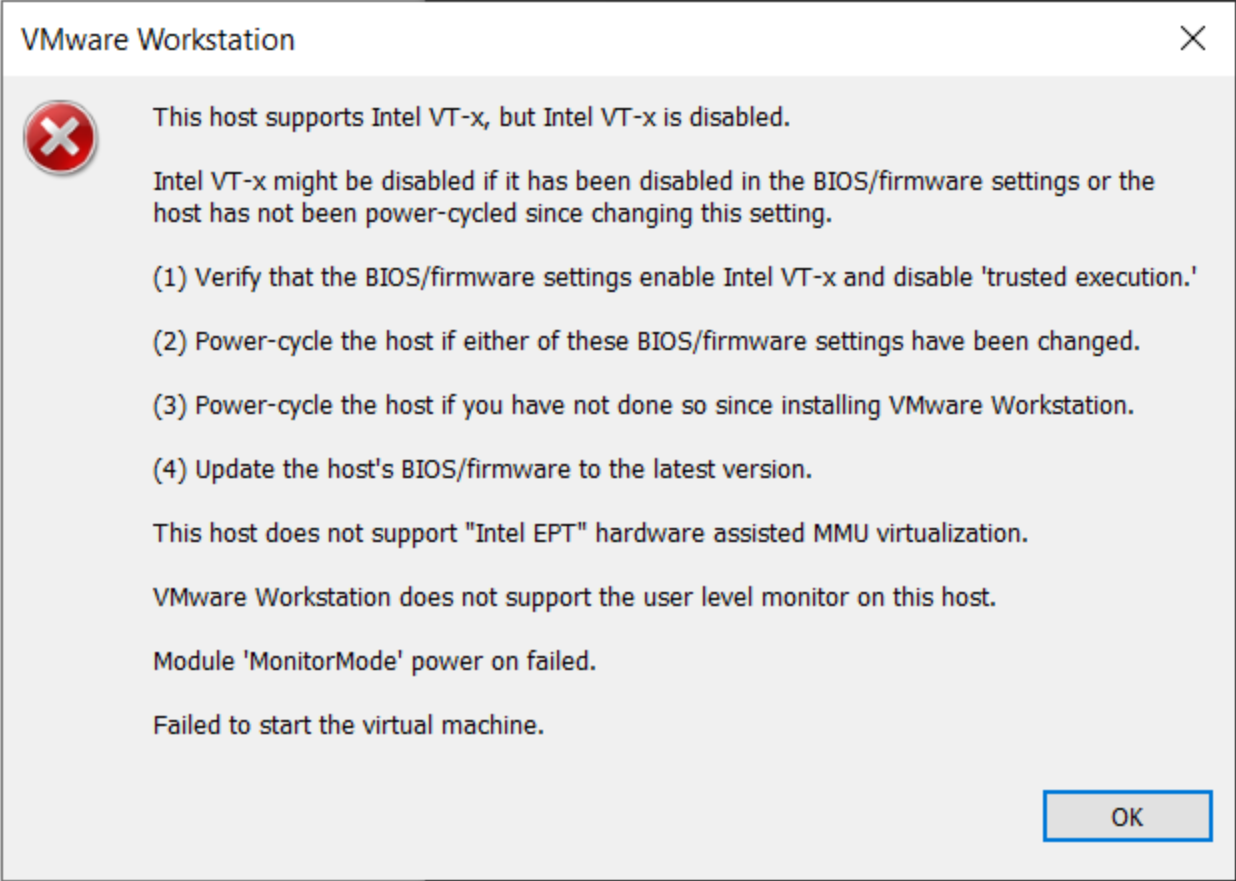 VMware Workstation
This host supports Intel VT-x, but Intel VT-x is disabled.
Intel VT-x might be disabled if it has been disabled in the BIOS/firmware settings or the
host has not been power-cycled since changing this setting.
(1) Verify that the BIOS/firmware settings enable Intel VT-x and disable 'trusted execution.'
(2) Power-cycle the host if either of these BIOS/firmware settings have been changed.
(3) Power-cycle the host if you have not done so since installing VMware Workstation.
(4) Update the host's BIOS/firmware to the latest version.
This host does not support "Intel EPT" hardware assisted MMU virtualization.
VMware Workstation does not support the user level monitor on this host.
Module 'MonitorMode' power on failed.
Failed to start the virtual machine.
OK